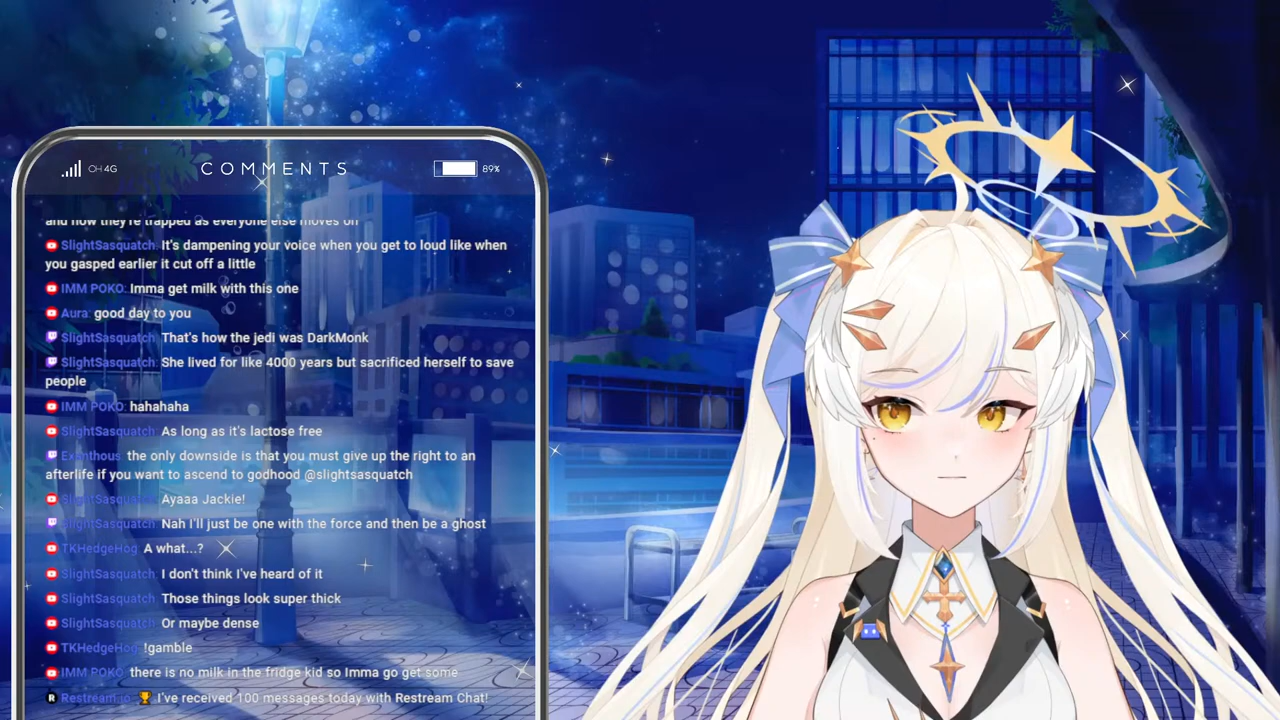 OH 4G
COMMENTS
89%
and now they're trapped as everyone else moves on
SlightSasquatch: It's dampening your voice when you get to loud like when
you gasped earlier it cut off a little
IMM POKO: Imma get milk with this one
Aura: good day to you
SlightSasquatch: That's how the jedi was DarkMonk
SlightSasquatch: She lived for like 4000 years but sacrificed herself to save
people
IMM POKO: hahahaha
SlightSasquatch: As long as it's lactose free
the only downside is that you must give up the right to an
afterlife if you want to ascend to godhood @slightsasquatch
SlightSasquatch: Ayaaa Jackie!
SlightSasquatch: Nah I'll just be one with the force and then be a ghost
TKHedgeHog: A what...?
SlightSasquatch: I don't think I've heard of it
SlightSasquatch: Those things look super thick
SlightSasquatch: Or maybe dense
TKHedgeHog: !gamble
IMM POKO: there is no milk in the fridge kid so Imma go get some
R Restream.io: 🏆 I've received 100 messages today with Restream Chat!